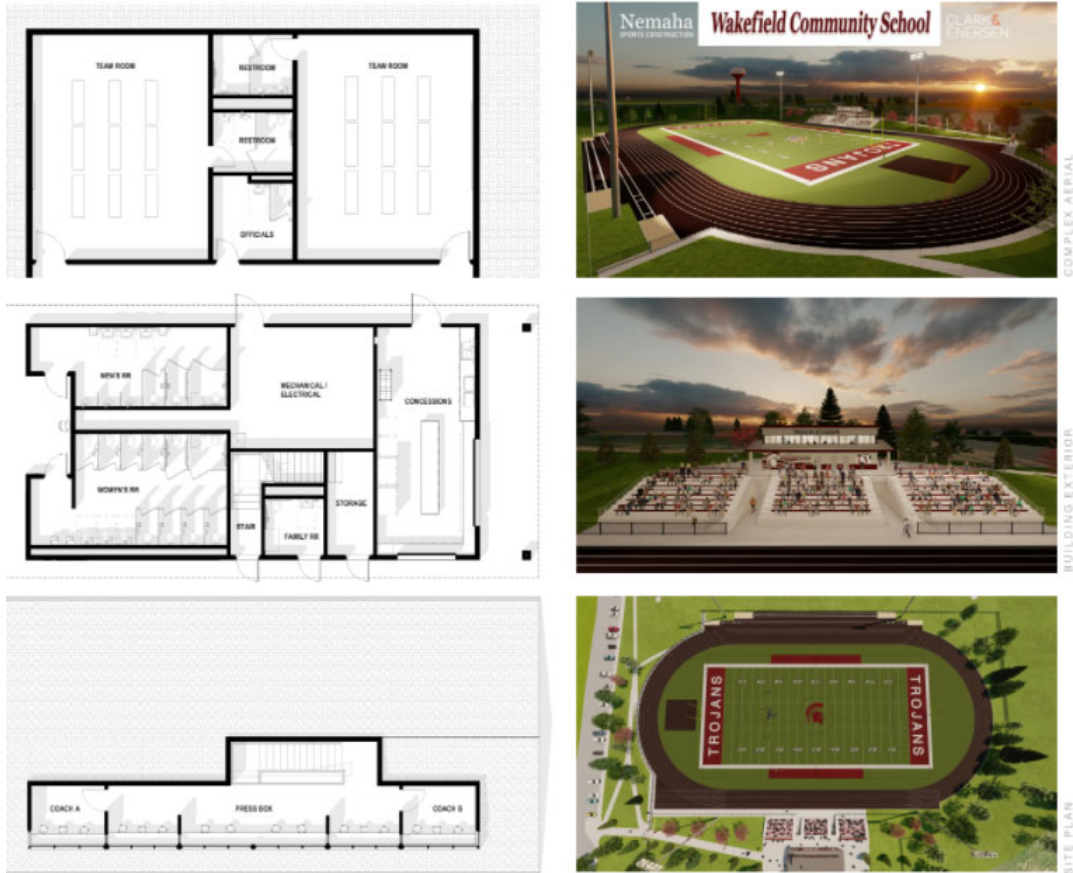 TEAM ROOM
RESTROOM
TEAM ROOM
RESTROOM
OFFICIALS
Nemaha
SPORTS CONSTRUCTION
Wakefield Community School
CLARK&
ENERSEN
TROJANS
COMPLEX AERIAL
MEN'S RR
MECHANICAL /
ELECTRICAL
CONCESSIONS
WOMEN'S RR
STORAGE
STAIR
FAMILY RR
BUILDING EXTERIOR
COACH A
PRESS BOX
COACH B
TROJANS
TROJANS
SITE PLAN